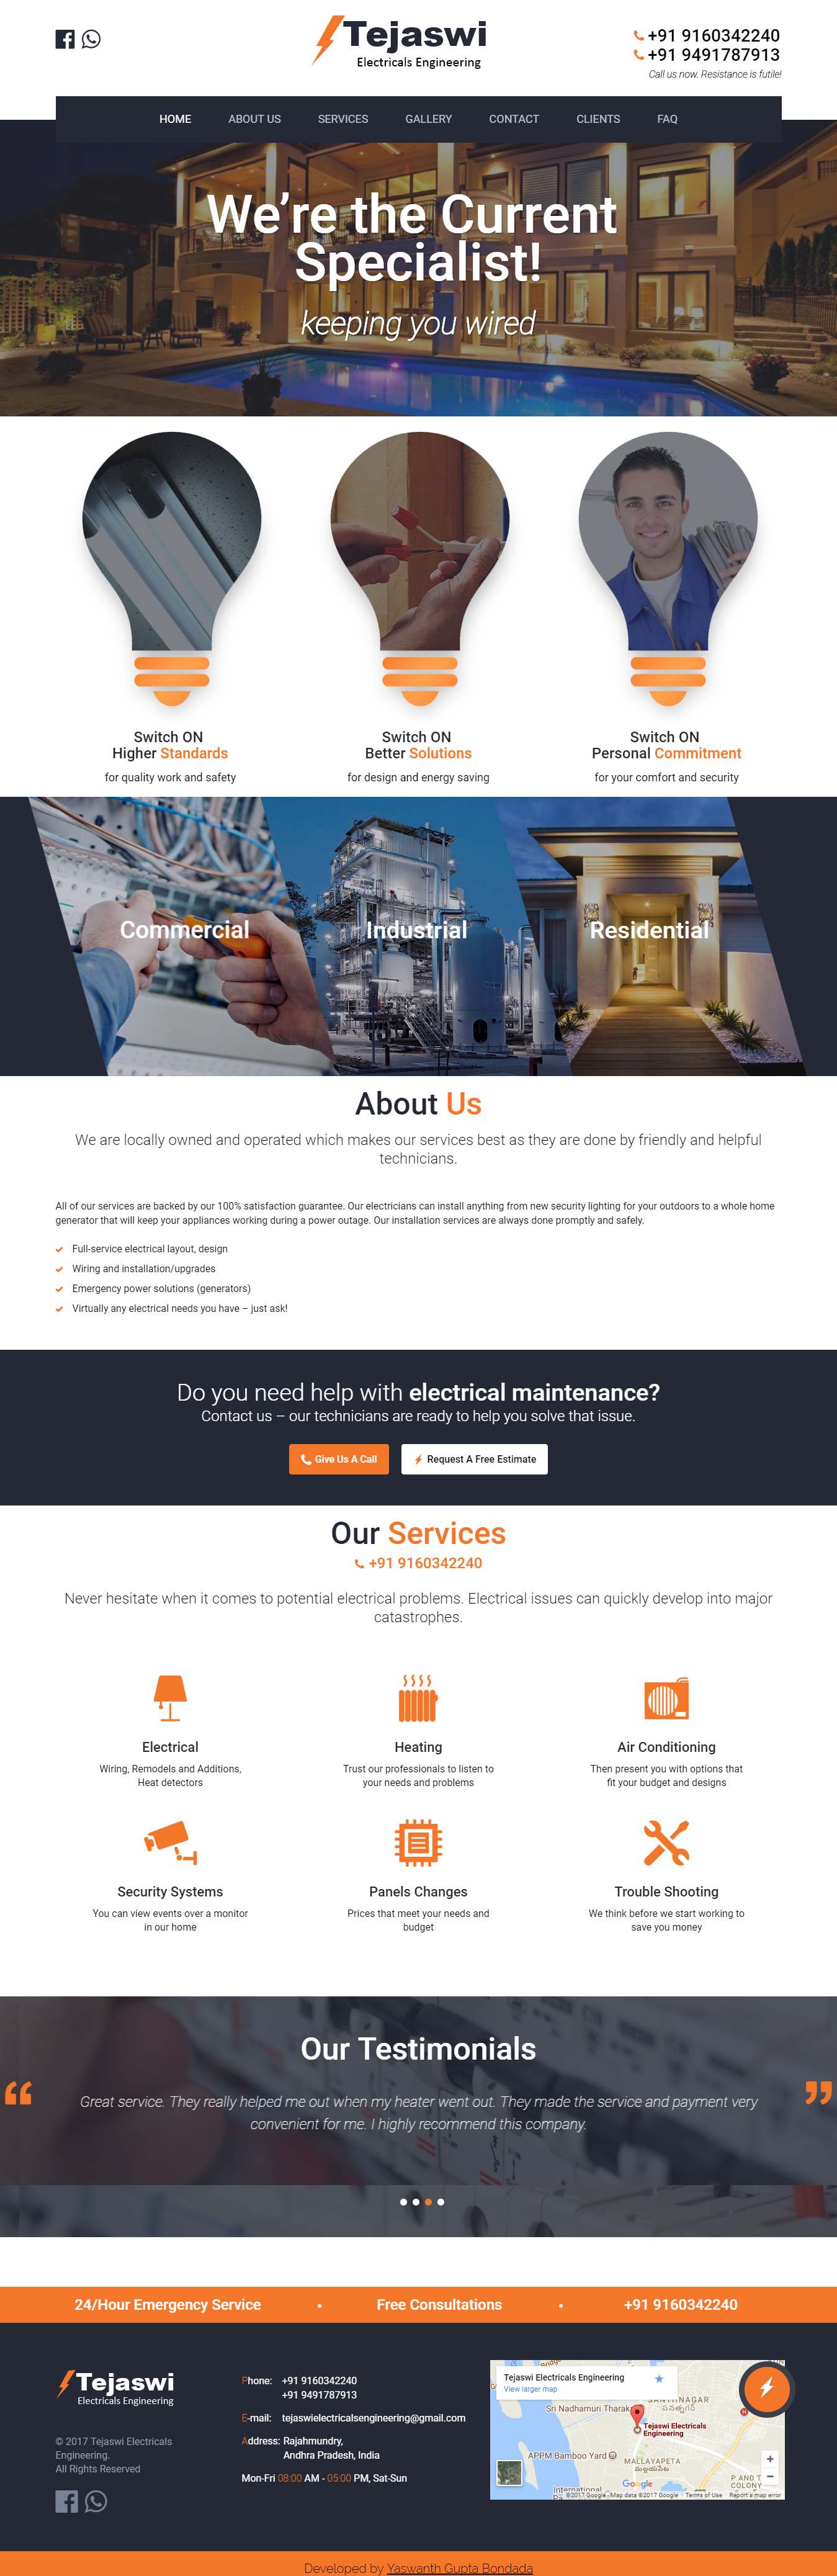 Tejaswi
Electricals Engineering
+91 9160342240
+91 9491787913
Call us now. Resistance is futile!
HOME ABOUT US SERVICES GALLERY CONTACT CLIENTS FAQ
We’re the Current
Specialist!
keeping you wired
Switch ON
Higher Standards
for quality work and safety
Switch ON
Better Solutions
for design and energy saving
Switch ON
Personal Commitment
for your comfort and security
Commercial
Industrial
Residential
About Us
We are locally owned and operated which makes our services best as they are done by friendly and helpful
technicians.
All of our services are backed by our 100% satisfaction guarantee. Our electricians can install anything from new security lighting for your outdoors to a whole home
generator that will keep your appliances working during a power outage. Our installation services are always done promptly and safely.
Full-service electrical layout, design
Wiring and installation/upgrades
Emergency power solutions (generators)
Virtually any electrical needs you have – just ask!
Do you need help with electrical maintenance?
Contact us – our technicians are ready to help you solve that issue.
Give Us A Call
Request A Free Estimate
Our Services
+91 9160342240
Never hesitate when it comes to potential electrical problems. Electrical issues can quickly develop into major
catastrophes.
Electrical
Wiring, Remodels and Additions,
Heat detectors
Heating
Trust our professionals to listen to
your needs and problems
Air Conditioning
Then present you with options that
fit your budget and designs
Security Systems
You can view events over a monitor
in our home
Panels Changes
Prices that meet your needs and
budget
Trouble Shooting
We think before we start working to
save you money
Our Testimonials
“
Great service. They really helped me out when my heater went out. They made the service and payment very
convenient for me. I highly recommend this company.
”
24/Hour Emergency Service • Free Consultations • +91 9160342240
Tejaswi
Electricals Engineering
© 2017 Tejaswi Electricals
Engineering.
All Rights Reserved
Phone: +91 9160342240
+91 9491787913
E-mail: tejaswielectricalsengineering@gmail.com
Address: Rajahmundry,
Andhra Pradesh, India
Mon-Fri 08:00 AM - 05:00 PM, Sat-Sun
Tejaswi Electricals Engineering
View larger map
Sri Nadhamuni Tharak
Tejaswi Electricals
Engineering
APPM Bamboo Yard
MALLAYAPETA
మల్లయపేట
P AND T
COLONY
International
Google
©2017 Google - Map data ©2017 Google Terms of Use Report a map error
Developed by Yaswanth Gupta Bondada